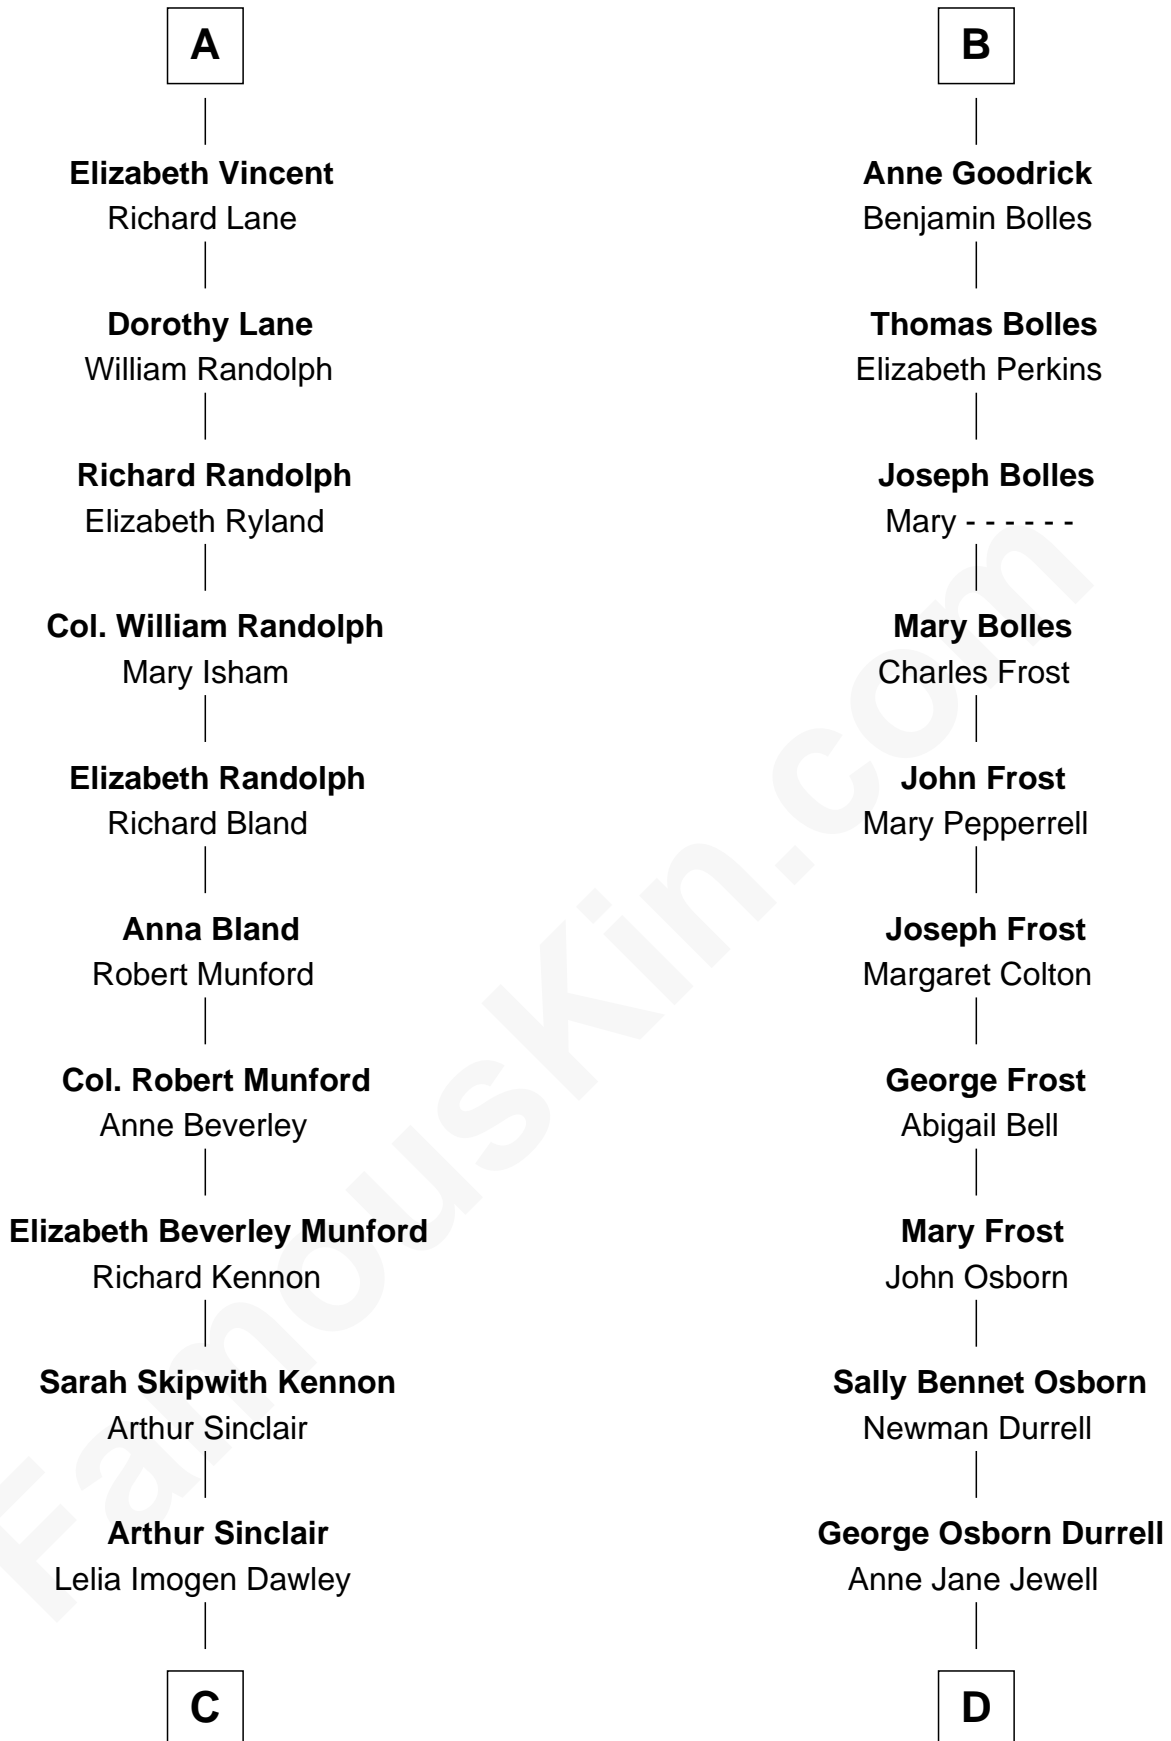 A
Elizabeth Vincent
Richard Lane
Dorothy Lane
William Randolph
Richard Randolph
Elizabeth Ryland
Col. William Randolph
Mary Isham
Elizabeth Randolph
Richard Bland
Anna Bland
Robert Munford
Col. Robert Munford
Anne Beverley
Elizabeth Beverley Munford
Richard Kennon
Sarah Skipwith Kennon
Arthur Sinclair
Arthur Sinclair
Lelia Imogen Dawley
C
B
Anne Goodrick
Benjamin Bolles
Thomas Bolles
Elizabeth Perkins
Joseph Bolles
Mary - - - - - -
Mary Bolles
Charles Frost
John Frost
Mary Pepperrell
Joseph Frost
Margaret Colton
George Frost
Abigail Bell
Mary Frost
John Osborn
Sally Bennet Osborn
Newman Durrell
George Osborn Durrell
Anne Jane Jewell
D
FamousKin.com